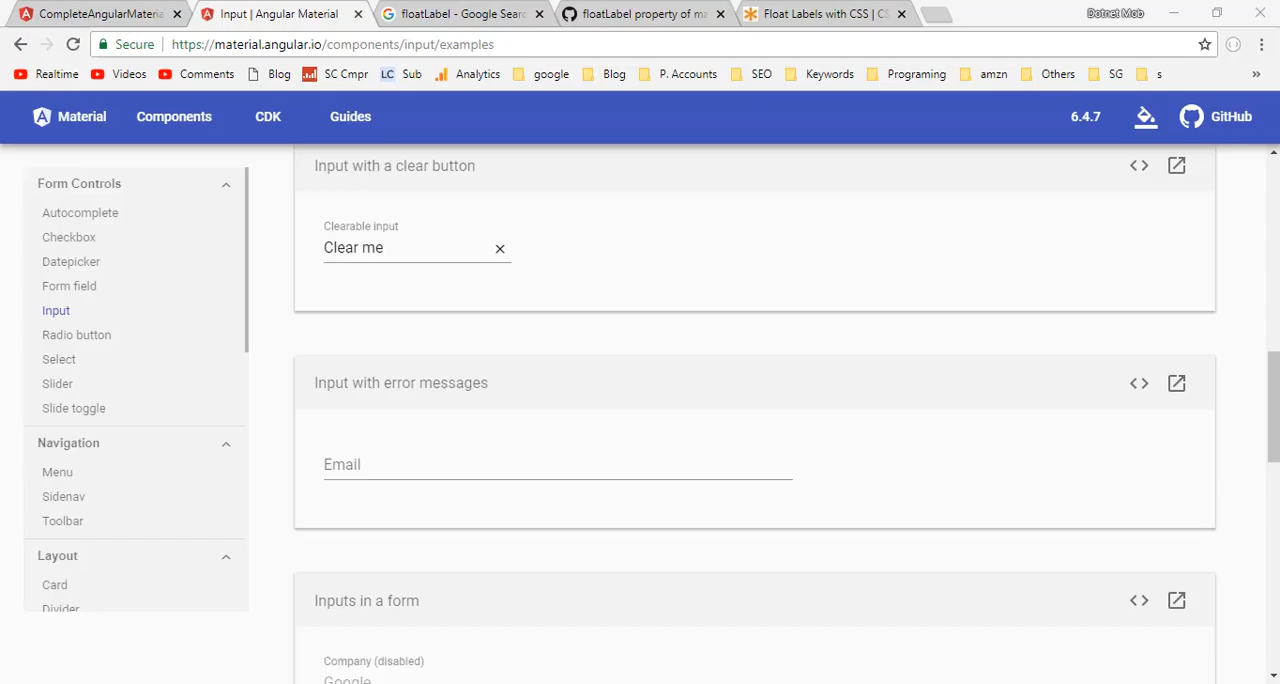 CompleteAngularMateria
Input | Angular Material
floatLabel - Google Searc
floatLabel property of ma
Float Labels with CSS | CS
Dotnet Mob
Secure
https://material.angular.io/components/input/examples
Realtime
Videos
Comments
Blog
SC Cmpr
LC Sub
Analytics
google
Blog
P. Accounts
SEO
Keywords
Programing
amzn
Others
SG
s
»
A Material
Components
CDK
Guides
6.4.7
GitHub
Form Controls
Autocomplete
Checkbox
Datepicker
Form field
Input
Radio button
Select
Slider
Slide toggle
Navigation
Menu
Sidenav
Toolbar
Layout
Card
Divider
Input with a clear button
Clearable input
Clear me
Input with error messages
Email
Inputs in a form
Company (disabled)
Google